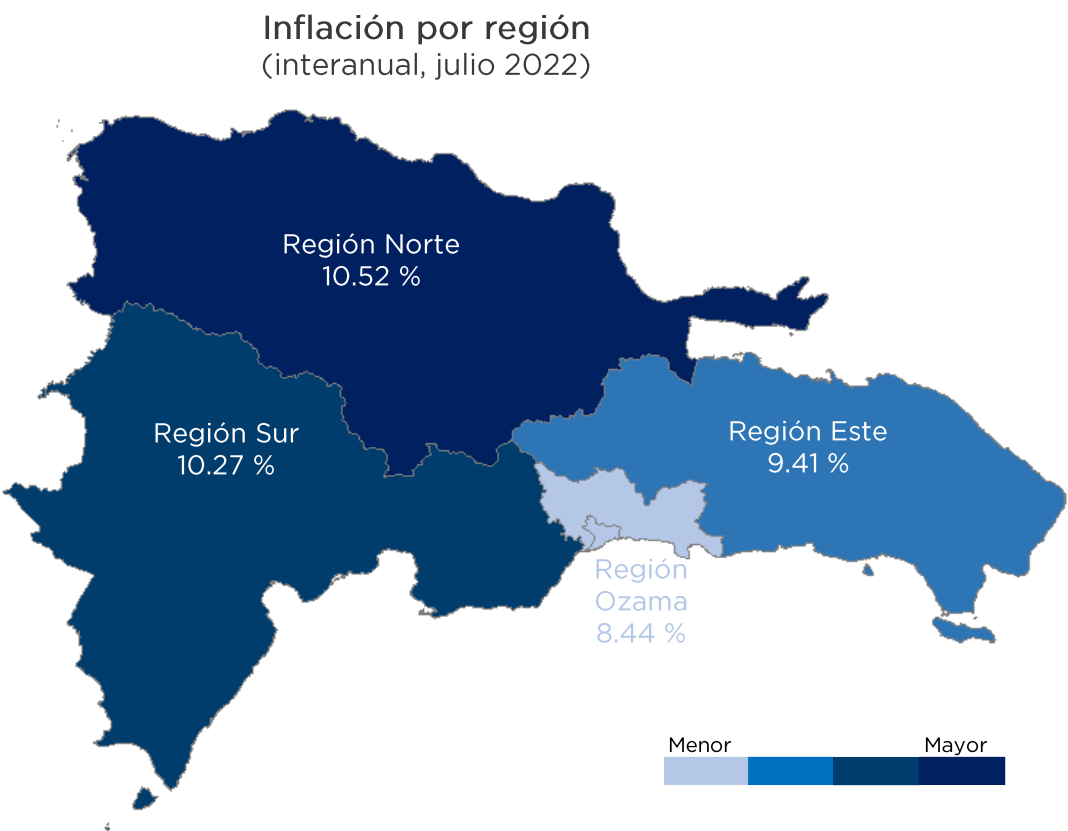 Inflación por región
(interanual, julio 2022)
Región Norte
10.52 %
Región Sur
10.27 %
Región Este
9.41 %
Región
Ozama
8.44 %
Menor
Mayor